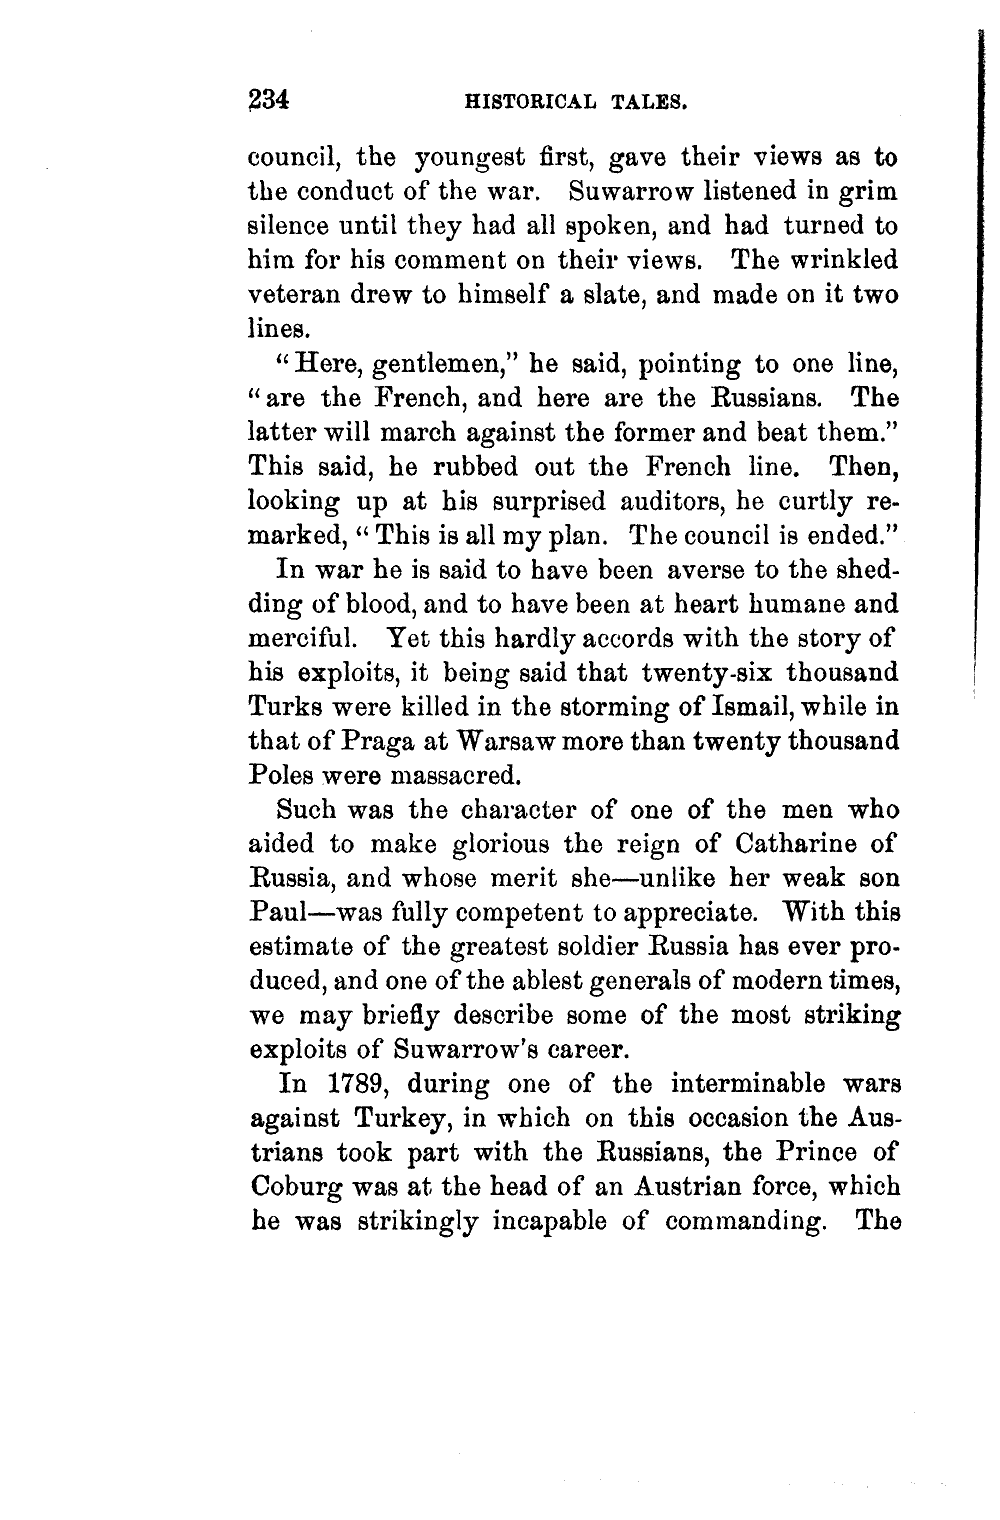 234 HISTORICAL TALES.
council, the youngest first, gave their views as to
the conduct of the war. Suwarrow listened in grim
silence until they had all spoken, and had turned to
him for his comment on their views. The wrinkled
veteran drew to himself a slate, and made on it two
lines.
“Here, gentlemen,” he said, pointing to one line,
“are the French, and here are the Russians. The
latter will march against the former and beat them.”
This said, he rubbed out the French line. Then,
looking up at his surprised auditors, he curtly re-
marked, “This is all my plan. The council is ended.”
In war he is said to have been averse to the shed-
ding of blood, and to have been at heart humane and
merciful. Yet this hardly accords with the story of
his exploits, it being said that twenty-six thousand
Turks were killed in the storming of Ismail, while in
that of Praga at Warsaw more than twenty thousand
Poles were massacred.
Such was the character of one of the men who
aided to make glorious the reign of Catharine of
Russia, and whose merit she—unlike her weak son
Paul—was fully competent to appreciate. With this
estimate of the greatest soldier Russia has ever pro-
duced, and one of the ablest generals of modern times,
we may briefly describe some of the most striking
exploits of Suwarrow's career.
In 1789, during one of the interminable wars
against Turkey, in which on this occasion the Aus-
trians took part with the Russians, the Prince of
Coburg was at the head of an Austrian force, which
he was strikingly incapable of commanding. The